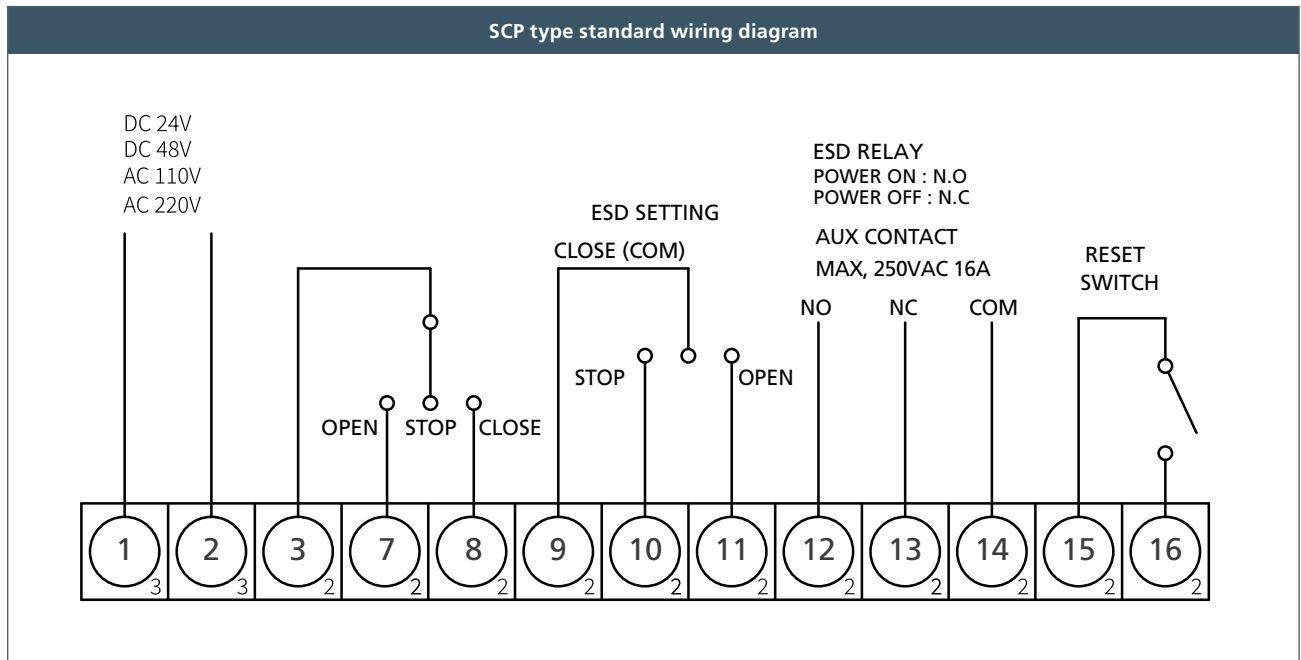 SCP type standard wiring diagram
DC 24V
DC 48V
AC 110V
AC 220V
ESD SETTING
CLOSE (COM)
STOP
OPEN
OPEN STOP CLOSE
ESD RELAY
POWER ON : N.O
POWER OFF : N.C
AUX CONTACT
MAX, 250VAC 16A
NO NC COM
RESET
SWITCH
1 2 3 7 8 9 10 11 12 13 14 15 16
3 3 2 2 2 2 2 2 2 2 2 2 2